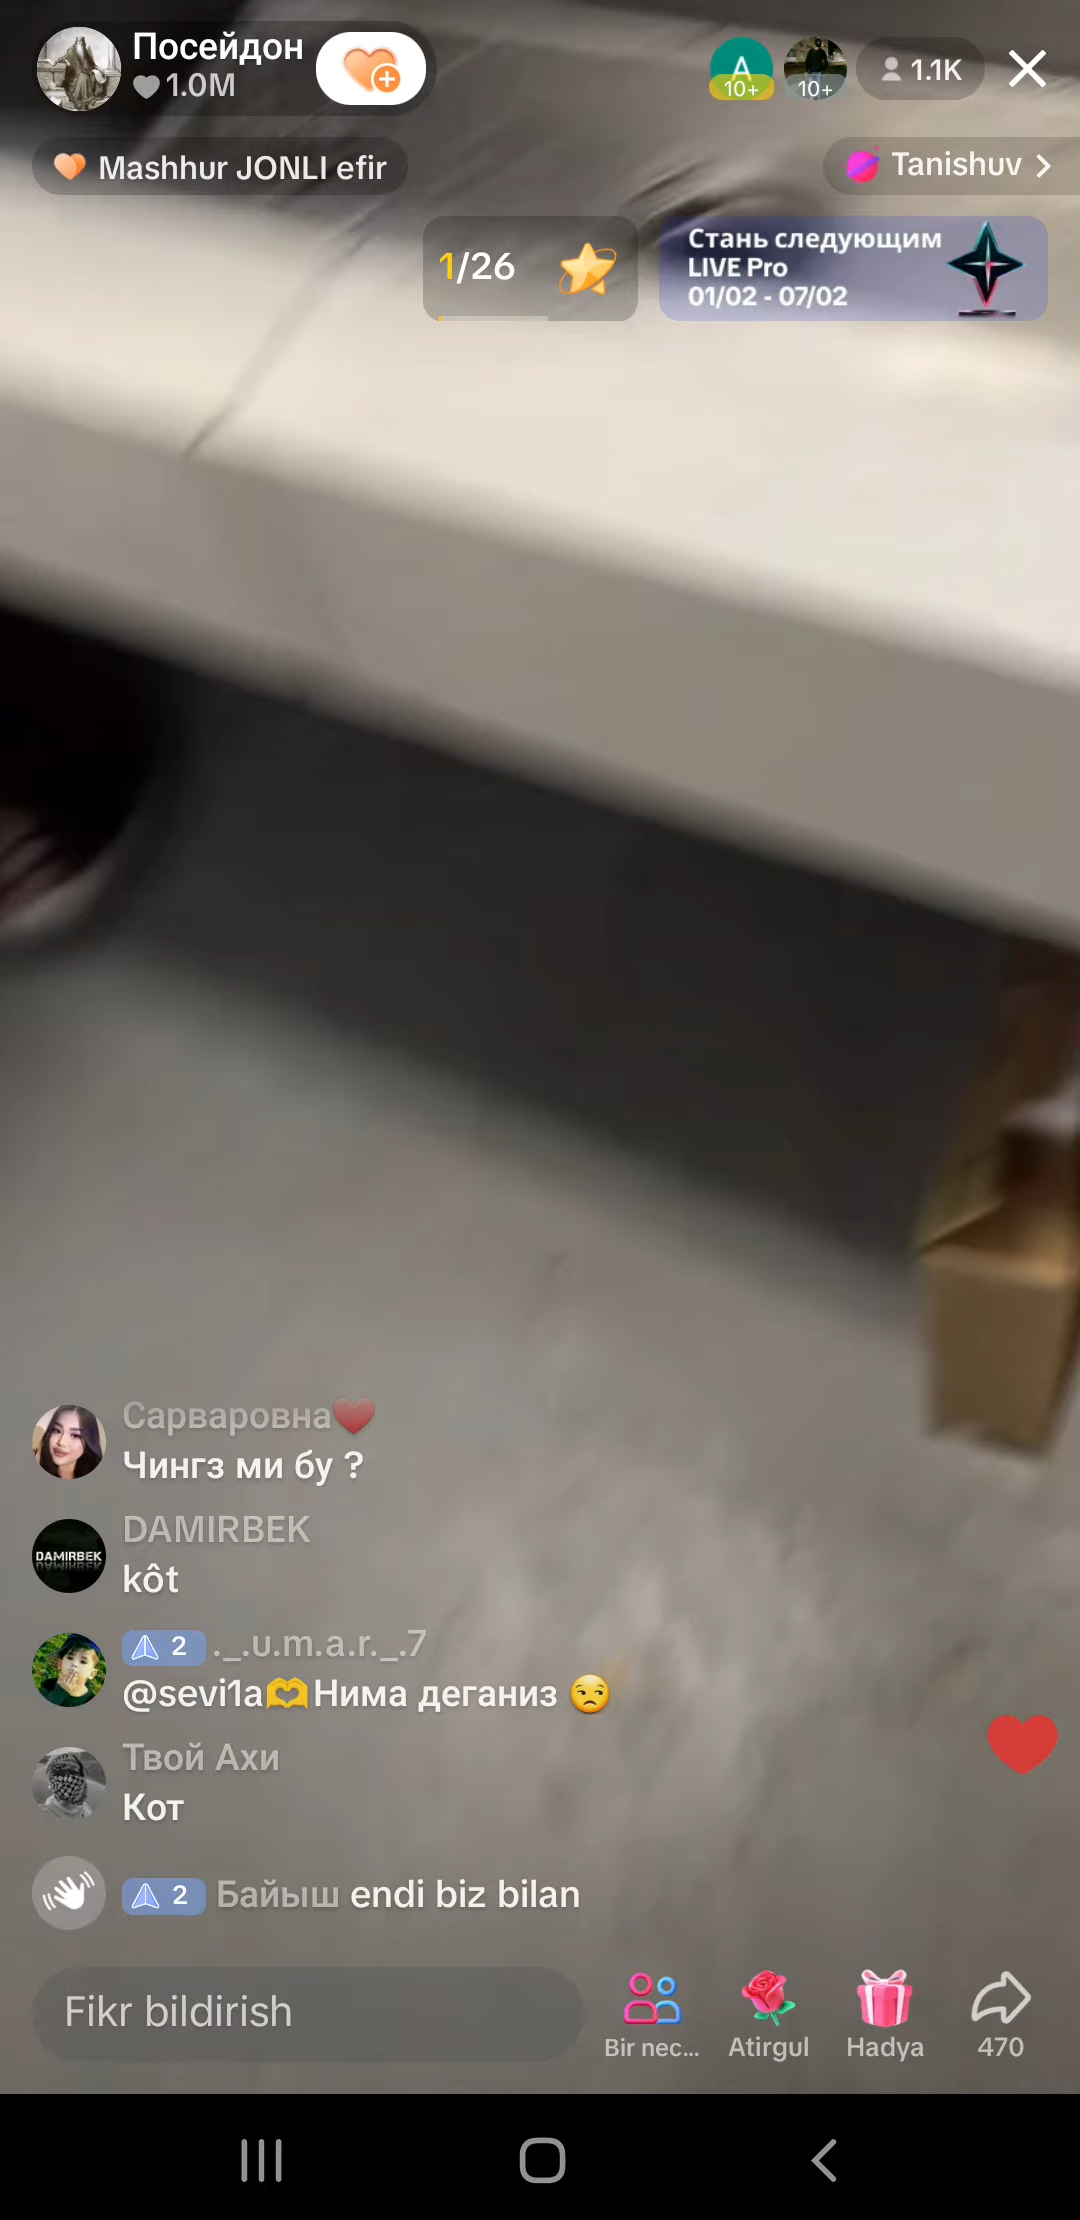 Посейдон
1.0M
10+
10+
1.1K
Mashhur JONLI efir
Tanishuv
1/26
Стань следующим
LIVE Pro
01/02 - 07/02
Сарваровна❤️
Чингз ми бу ?
DAMIRBEK
DAMIRBEK
kôt
2 ._.u.m.a.r._.7
@sevi1a🫶Нима деганиз 😒
Твой Ахи
Кот
2 Байыш endi biz bilan
Fikr bildirish
Bir nec...
Atirgul
Hadya
470